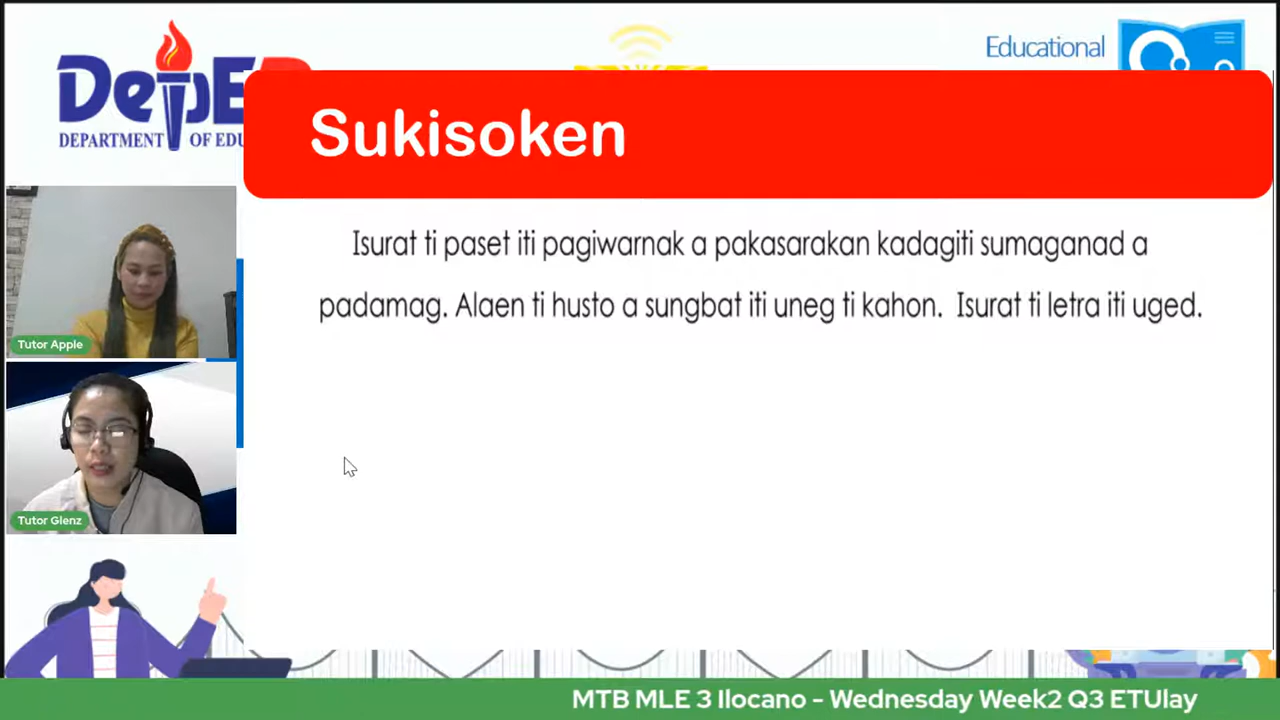 DepED
DEPARTMENT OF EDU
Educational
Sukisoken
Isurat ti paset iti pagiwarnak a pakasarakan kadagiti sumaganad a
padamag. Alaen ti husto a sungbat iti uneg ti kahon. Isurat ti letra iti uged.
Tutor Apple
Tutor Glenz
MTB MLE 3 Ilocano - Wednesday Week2 Q3 ETUlay